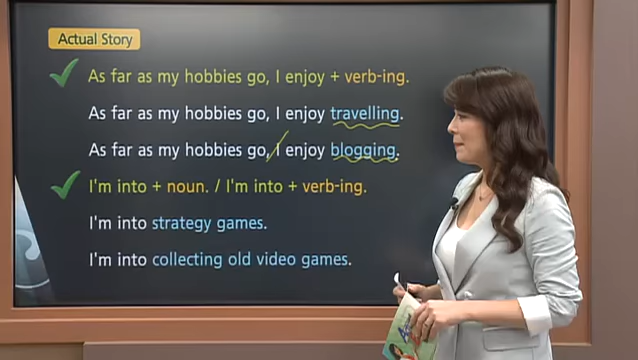 Actual Story
As far as my hobbies go, I enjoy + verb-ing.
As far as my hobbies go, I enjoy travelling.
As far as my hobbies go, I enjoy blogging.
I'm into + noun. / I'm into + verb-ing.
I'm into strategy games.
I'm into collecting old video games.